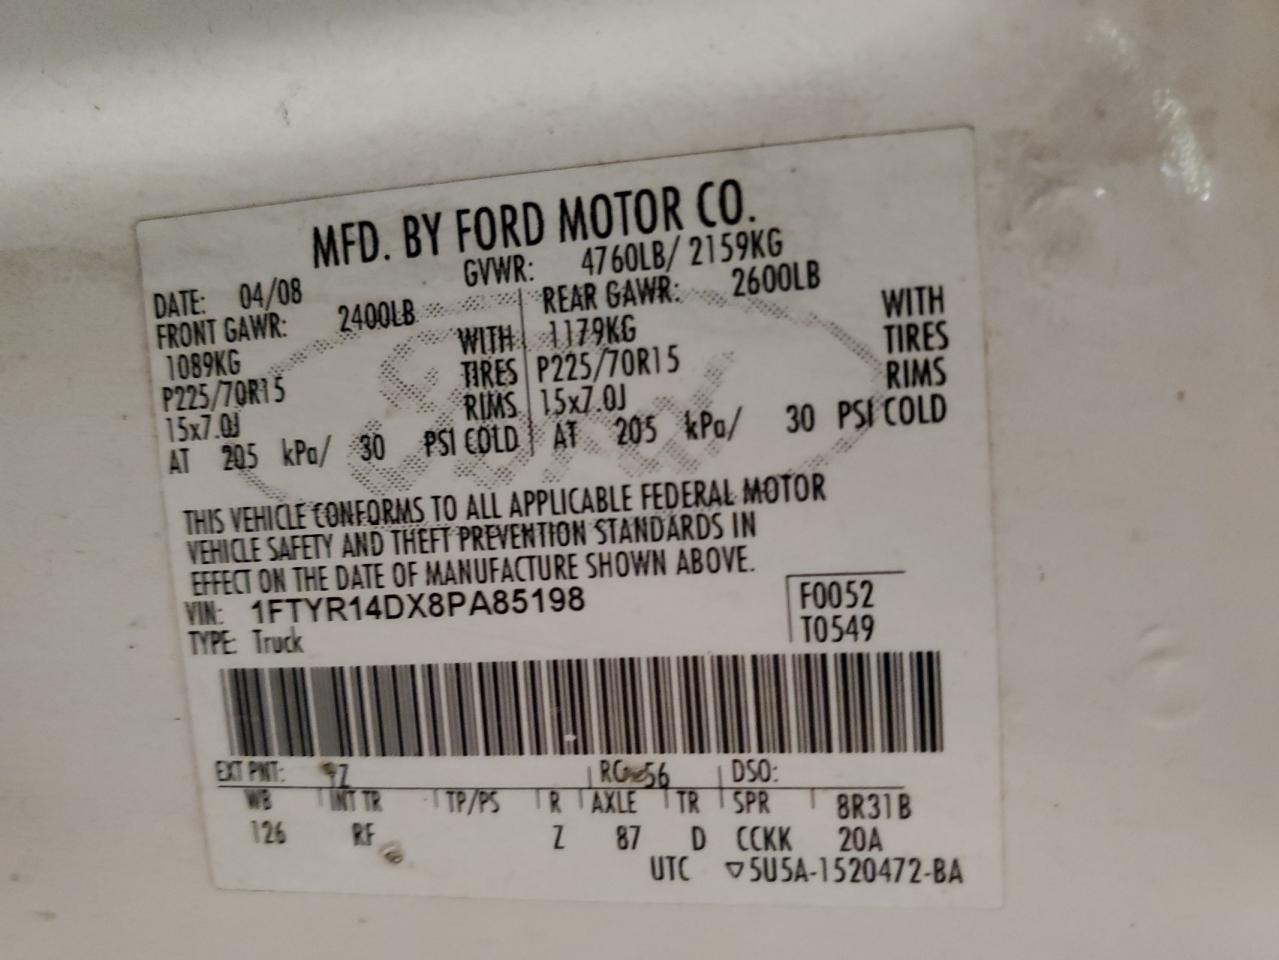 MFD. BY FORD MOTOR CO.
DATE: 04/08 GVWR: 4760LB/ 2159KG
FRONT GAWR: 2400LB REAR GAWR: 2600LB
1089KG WITH 1179KG WITH
P225/70R15 TIRES P225/70R15 TIRES
15x7.0J RIMS 15x7.0J RIMS
AT 205 kPa/ 30 PSI COLD AT 205 kPa/ 30 PSI COLD
THIS VEHICLE CONFORMS TO ALL APPLICABLE FEDERAL MOTOR
VEHICLE SAFETY AND THEFT PREVENTION STANDARDS IN
EFFECT ON THE DATE OF MANUFACTURE SHOWN ABOVE.
VIN: 1FTYR14DX8PA85198 F0052
TYPE: Truck T0549
EXT PNT: RC: 56 DSO:
WB INT TR TP/PS R AXLE TR SPR 8R31B
126 RF Z 87 D CCKK 20A
UTC ▽5U5A-1520472-BA